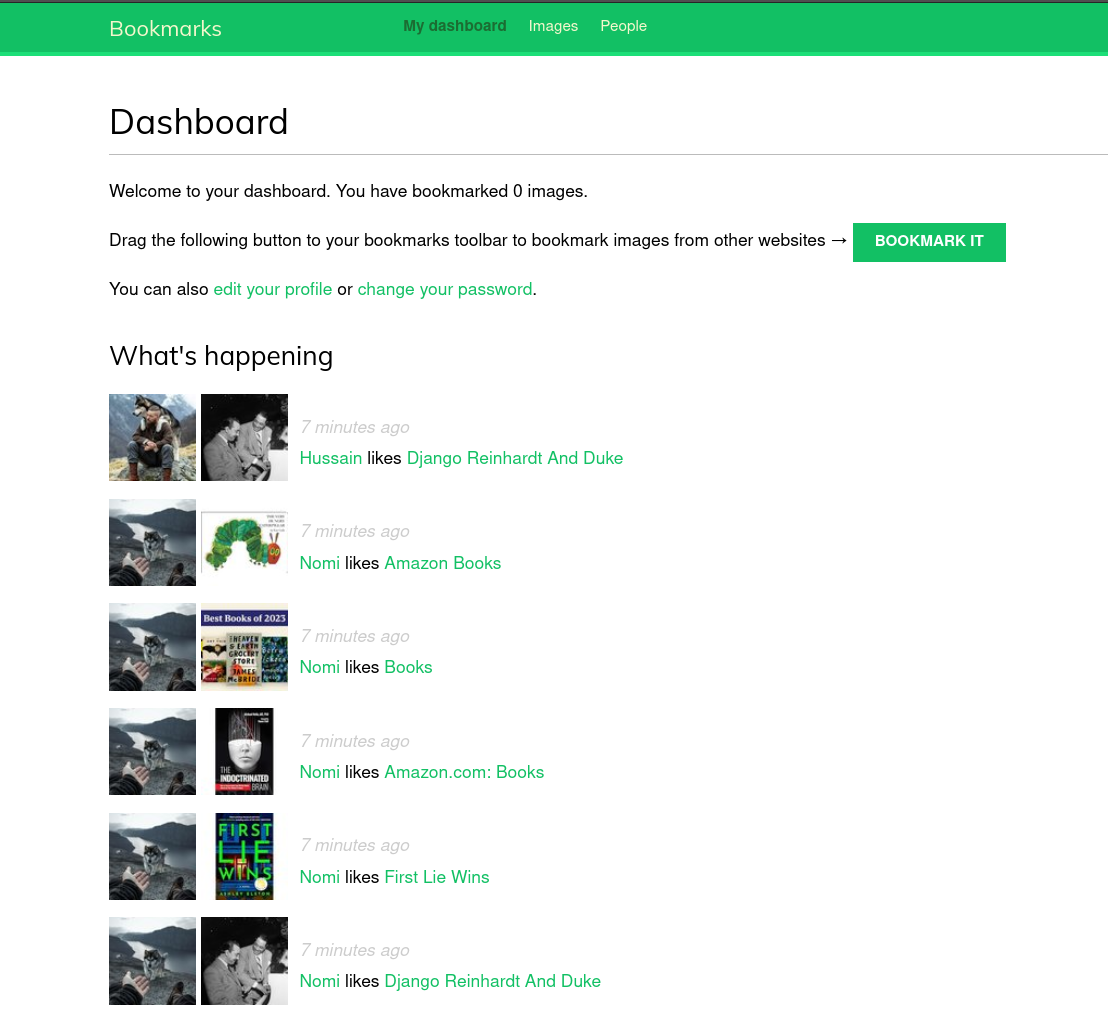 Bookmarks My dashboard Images People
Dashboard
Welcome to your dashboard. You have bookmarked 0 images.
Drag the following button to your bookmarks toolbar to bookmark images from other websites → BOOKMARK IT
You can also edit your profile or change your password.
What's happening
7 minutes ago
Hussain likes Django Reinhardt And Duke
7 minutes ago
Nomi likes Amazon Books
Best Books of 2023
HEAVEN
& EARTH
GROCERY
STORE
JAMES
McBRIDE
7 minutes ago
Nomi likes Books
THE
INDOCTRINATED
BRAIN
7 minutes ago
Nomi likes Amazon.com: Books
FIRST
LIE
WINS
ASHLEY ELSTON
7 minutes ago
Nomi likes First Lie Wins
7 minutes ago
Nomi likes Django Reinhardt And Duke